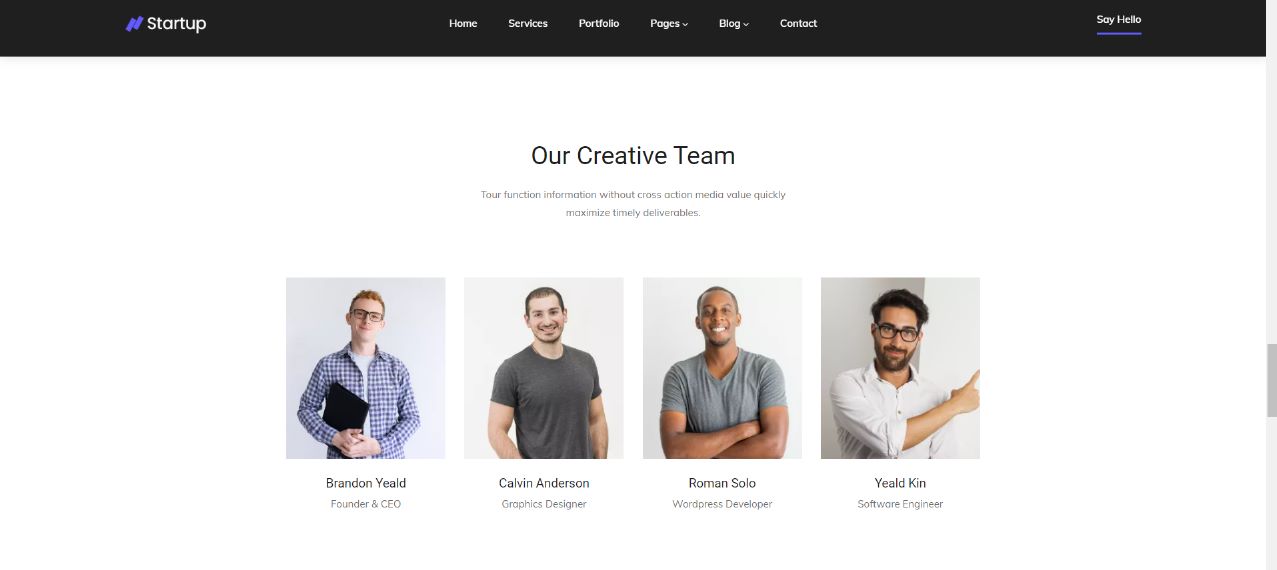 Startup
Home Services Portfolio Pages Blog Contact
Say Hello
Our Creative Team
Tour function information without cross action media value quickly
maximize timely deliverables.
Brandon Yeald Calvin Anderson Roman Solo Yeald Kin
Founder & CEO Graphics Designer Wordpress Developer Software Engineer